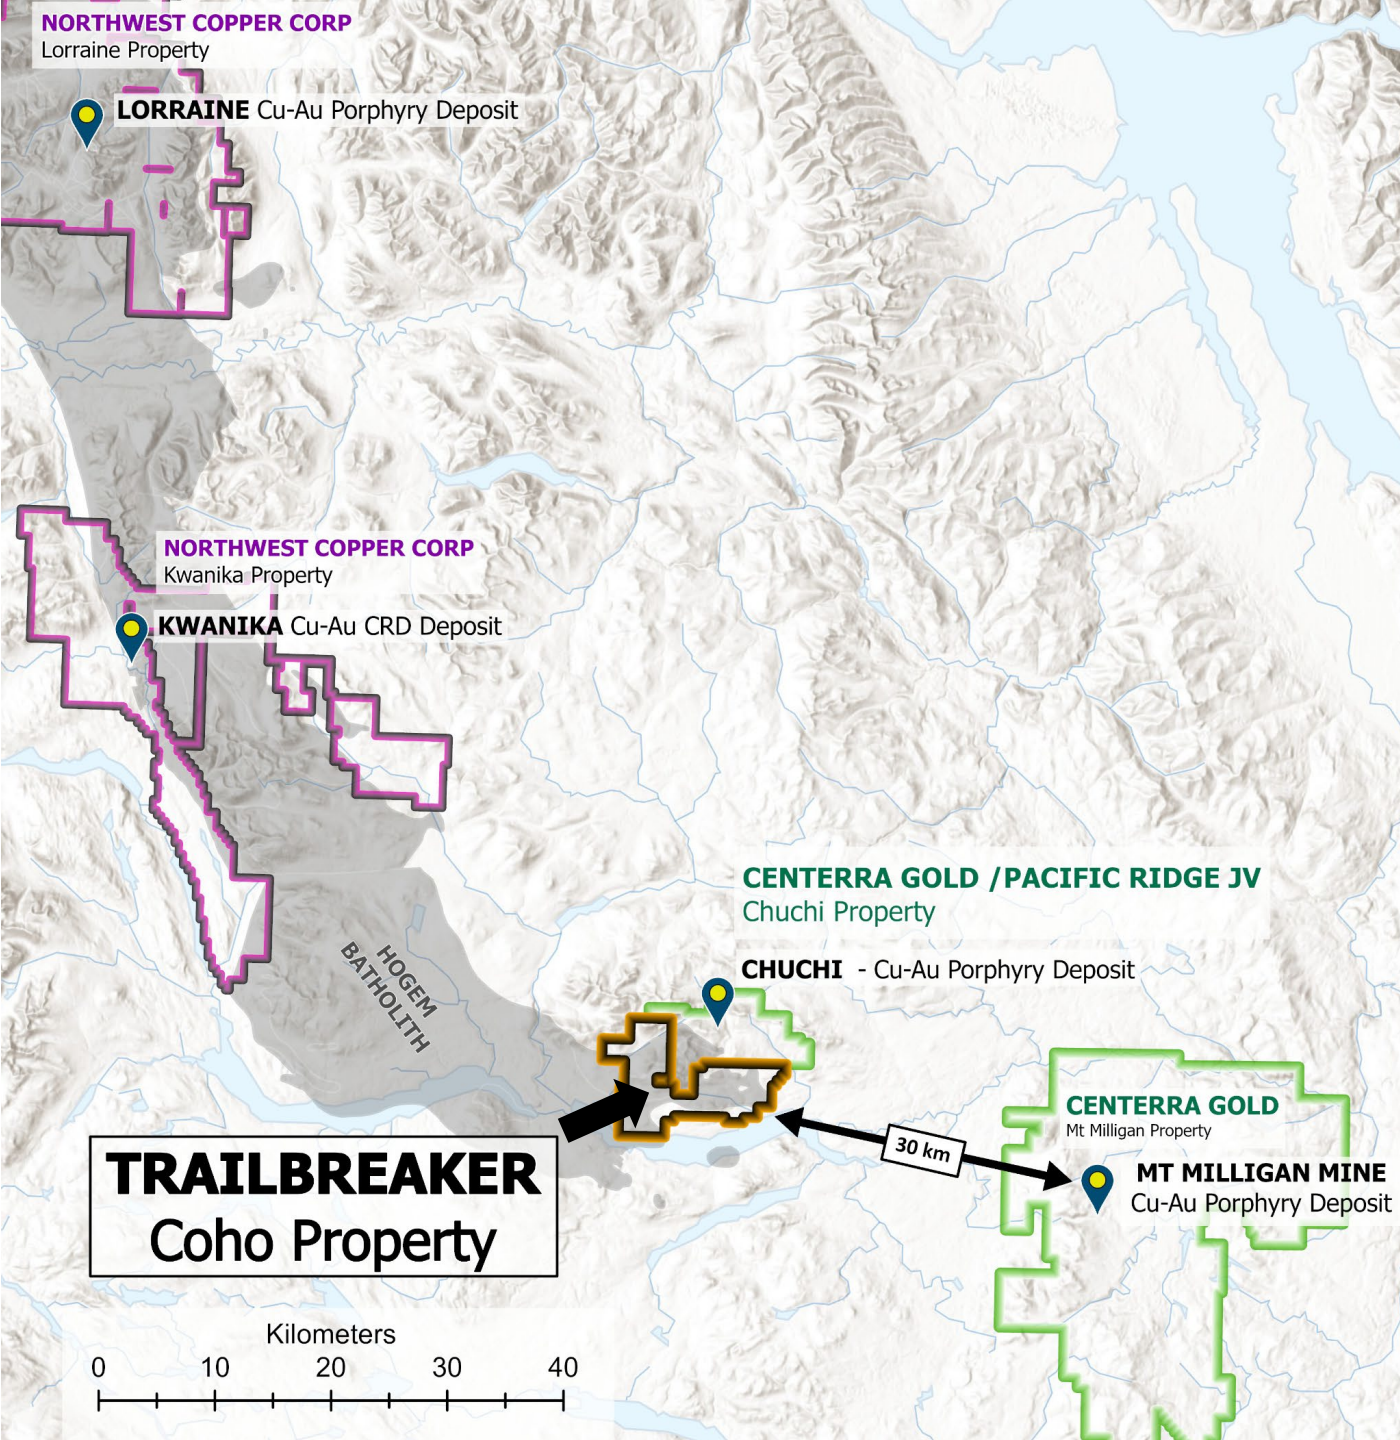 NORTHWEST COPPER CORP
Lorraine Property
LORRAINE Cu-Au Porphyry Deposit
NORTHWEST COPPER CORP
Kwanika Property
KWANIKA Cu-Au CRD Deposit
CENTERRA GOLD /PACIFIC RIDGE JV
Chuchi Property
CHUCHI - Cu-Au Porphyry Deposit
HOGEM
BATHOLITH
CENTERRA GOLD
Mt Milligan Property
30 km
MT MILLIGAN MINE
Cu-Au Porphyry Deposit
TRAILBREAKER
Coho Property
Kilometers
0 10 20 30 40